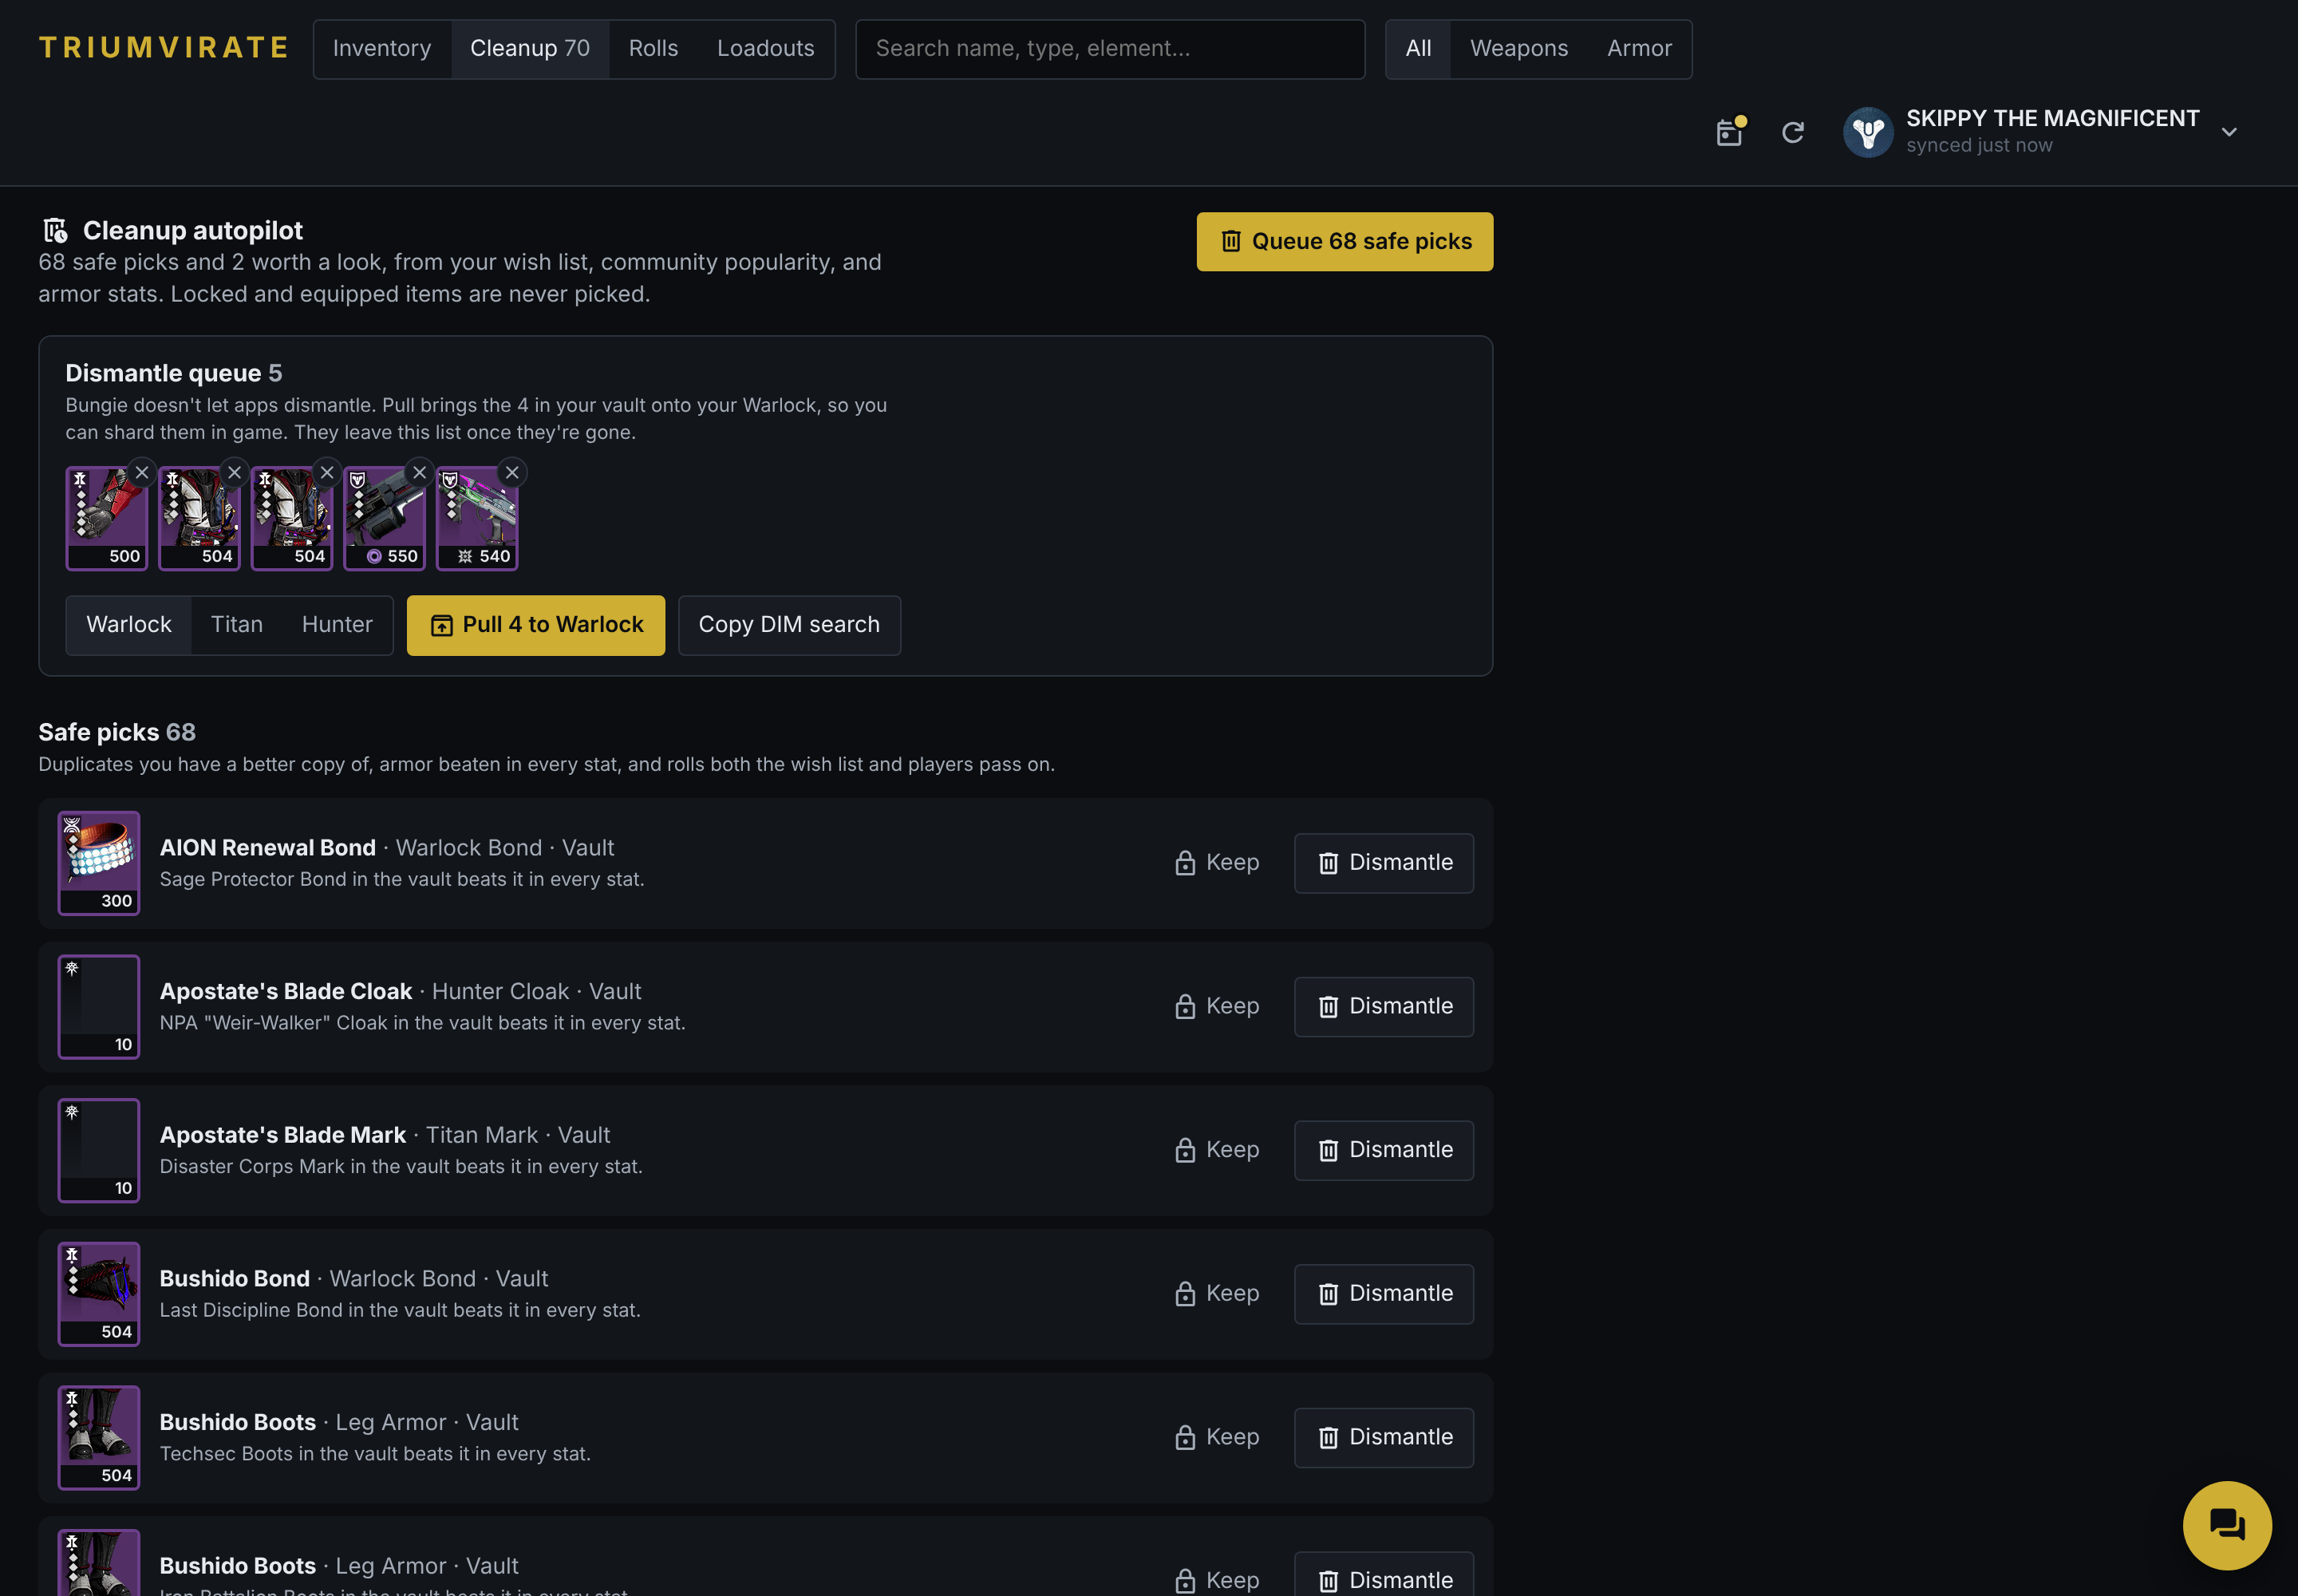 TRIUMVIRATE
Inventory
Cleanup 70
Rolls
Loadouts
Search name, type, element...
All
Weapons
Armor
SKIPPY THE MAGNIFICENT
synced just now
Cleanup autopilot
68 safe picks and 2 worth a look, from your wish list, community popularity, and
armor stats. Locked and equipped items are never picked.
Queue 68 safe picks
Dismantle queue 5
Bungie doesn't let apps dismantle. Pull brings the 4 in your vault onto your Warlock, so you
can shard them in game. They leave this list once they're gone.
500
504
504
550
540
Warlock
Titan
Hunter
Pull 4 to Warlock
Copy DIM search
Safe picks 68
Duplicates you have a better copy of, armor beaten in every stat, and rolls both the wish list and players pass on.
AION Renewal Bond · Warlock Bond · Vault
Sage Protector Bond in the vault beats it in every stat.
300
Keep
Dismantle
Apostate's Blade Cloak · Hunter Cloak · Vault
NPA "Weir-Walker" Cloak in the vault beats it in every stat.
10
Keep
Dismantle
Apostate's Blade Mark · Titan Mark · Vault
Disaster Corps Mark in the vault beats it in every stat.
10
Keep
Dismantle
Bushido Bond · Warlock Bond · Vault
Last Discipline Bond in the vault beats it in every stat.
504
Keep
Dismantle
Bushido Boots · Leg Armor · Vault
Techsec Boots in the vault beats it in every stat.
504
Keep
Dismantle
Bushido Boots · Leg Armor · Vault
Iron Battalion Boots in the vault beats it in every stat.
Keep
Dismantle